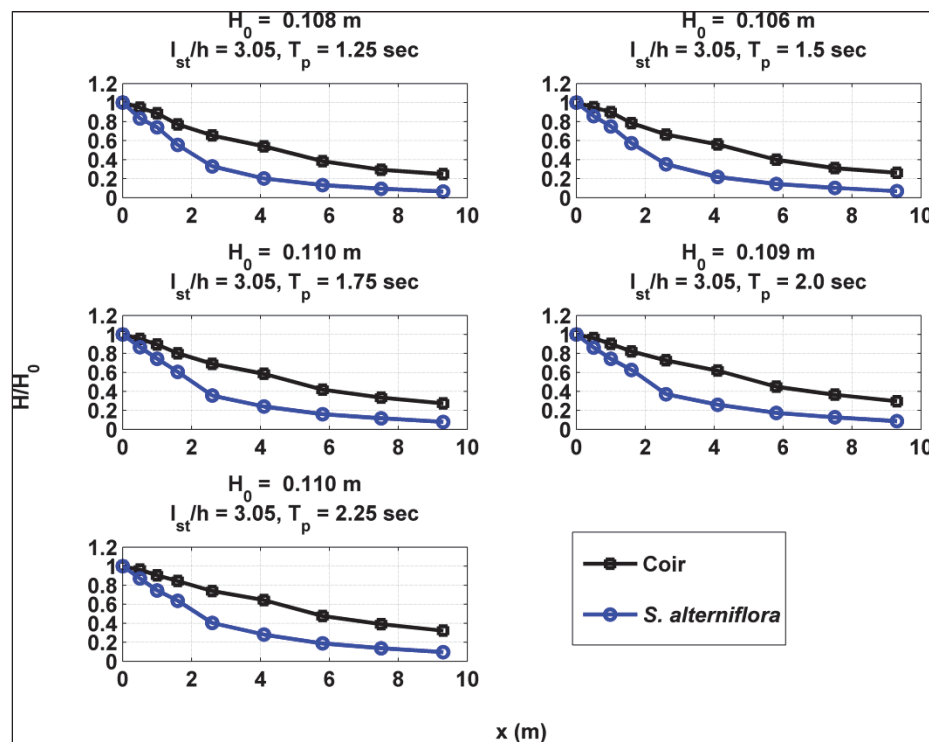 H0 = 0.108 m
lst/h = 3.05, Tp = 1.25 sec
1.2
1
0.8
0.6
0.4
0.2
0
0 2 4 6 8 10
H0 = 0.106 m
lst/h = 3.05, Tp = 1.5 sec
1.2
1
0.8
0.6
0.4
0.2
0
0 2 4 6 8 10
H0 = 0.110 m
lst/h = 3.05, Tp = 1.75 sec
1.2
1
0.8
0.6
0.4
0.2
0
0 2 4 6 8 10
H0 = 0.109 m
lst/h = 3.05, Tp = 2.0 sec
1.2
1
0.8
0.6
0.4
0.2
0
0 2 4 6 8 10
H/H0
H0 = 0.110 m
lst/h = 3.05, Tp = 2.25 sec
1.2
1
0.8
0.6
0.4
0.2
0
0 2 4 6 8 10
Coir
S. alterniflora
x (m)